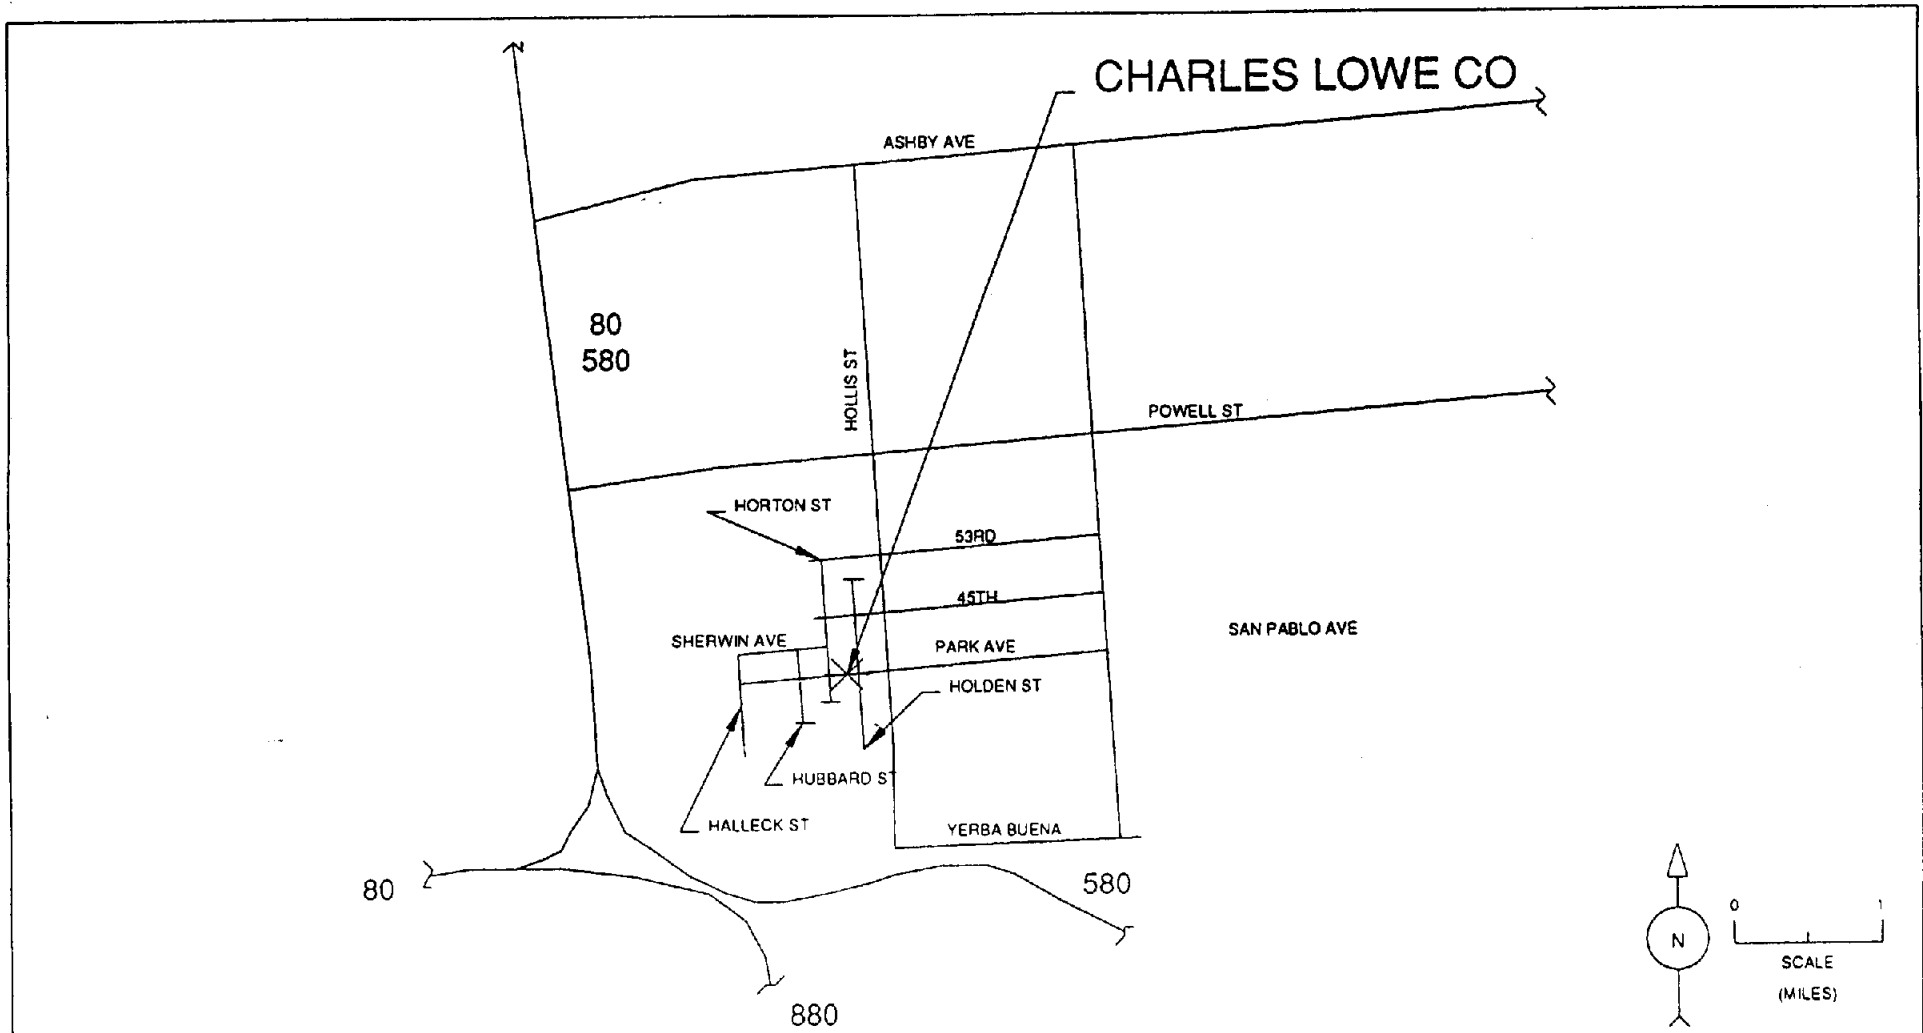 CHARLES LOWE CO
ASHBY AVE
80
580
HOLLIS ST
POWELL ST
HORTON ST
53RD
45TH
SAN PABLO AVE
SHERWIN AVE
PARK AVE
HOLDEN ST
HUBBARD ST
HALLECK ST
YERBA BUENA
80
580
880
N
0 1
SCALE
(MILES)